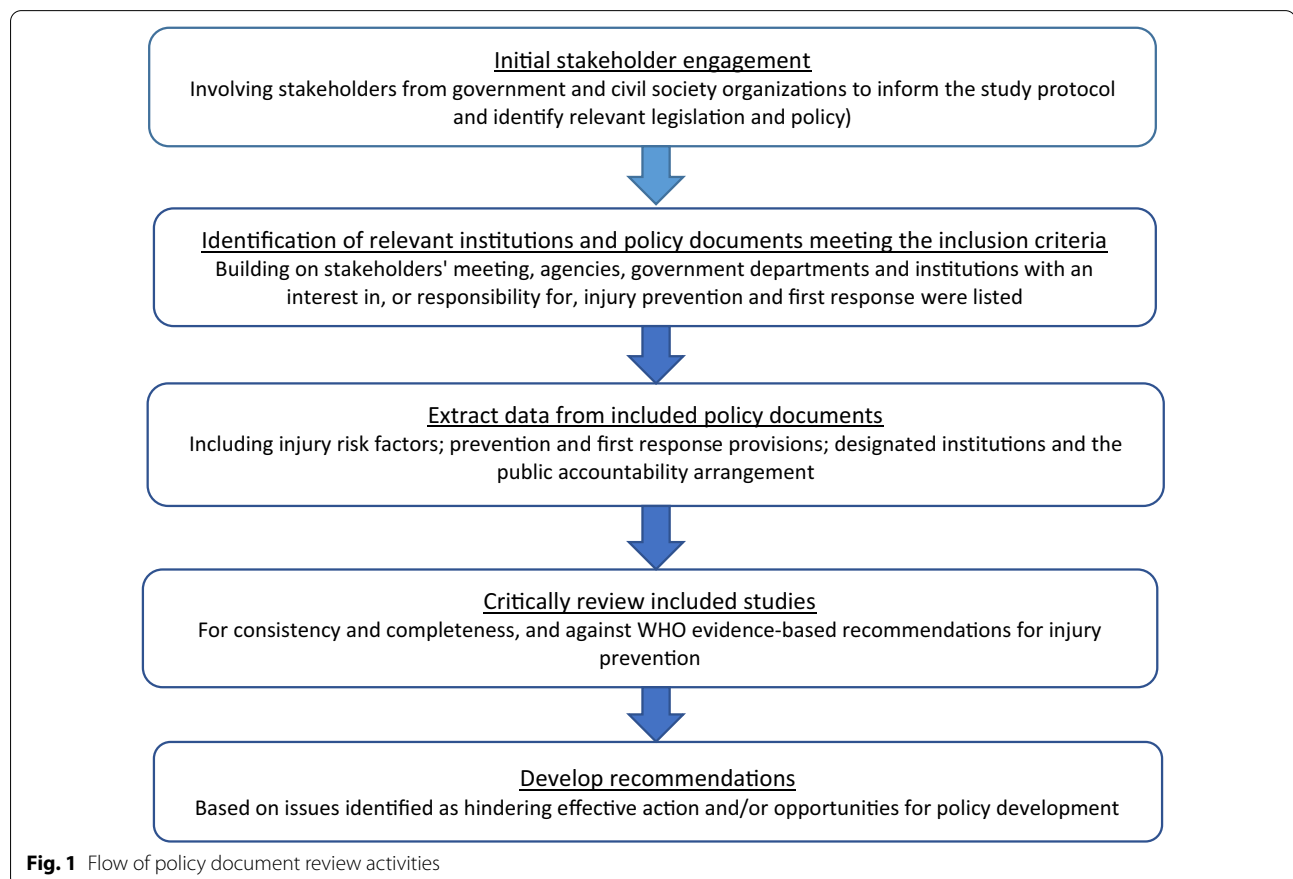 Initial stakeholder engagement
Involving stakeholders from government and civil society organizations to inform the study protocol
and identify relevant legislation and policy)
Identification of relevant institutions and policy documents meeting the inclusion criteria
Building on stakeholders' meeting, agencies, government departments and institutions with an
interest in, or responsibility for, injury prevention and first response were listed
Extract data from included policy documents
Including injury risk factors; prevention and first response provisions; designated institutions and the
public accountability arrangement
Critically review included studies
For consistency and completeness, and against WHO evidence-based recommendations for injury
prevention
Develop recommendations
Based on issues identified as hindering effective action and/or opportunities for policy development
Fig. 1 Flow of policy document review activities